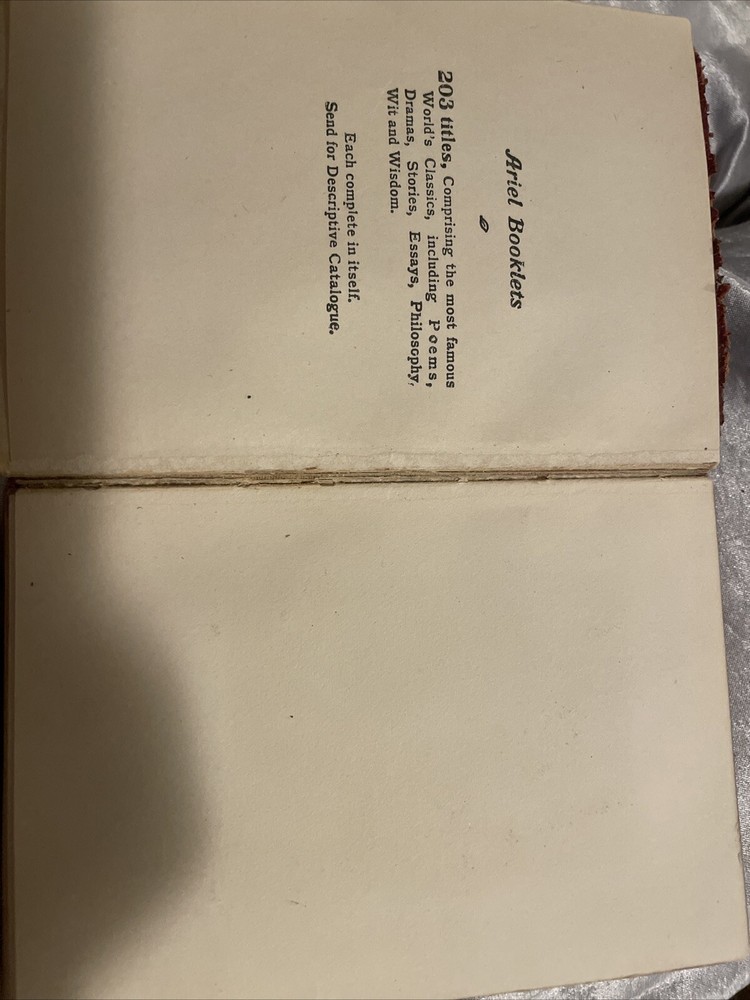 Ariel Booklets
203 titles, Comprising the most famous
World's Classics, including Poems,
Dramas, Stories, Essays, Philosophy,
Wit and Wisdom.
Each complete in itself.
Send for Descriptive Catalogue.